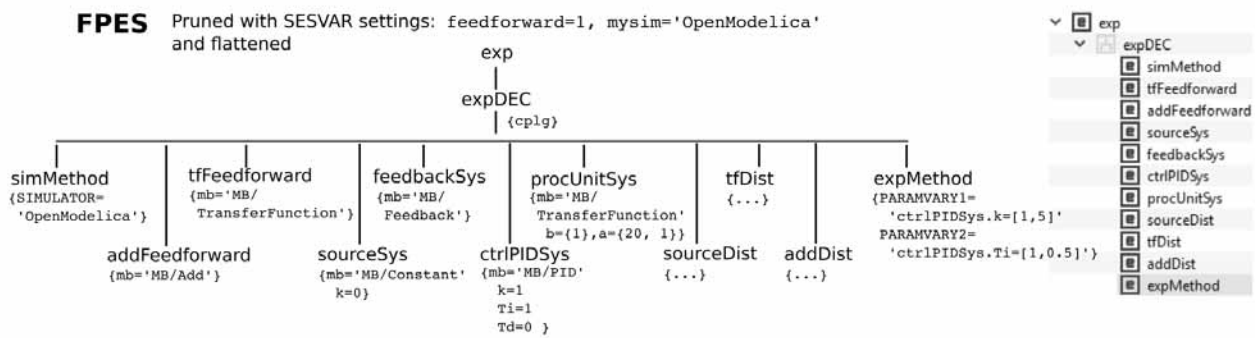 FPES Pruned with SESVAR settings: feedforward=1, mysim='OpenModelica'
and flattened
exp
expDEC
{cplg}
simMethod
{SIMULATOR=
'OpenModelica'}
tfFeedforward
{mb='MB/
TransferFunction'}
feedbackSys
{mb='MB/
Feedback'}
procUnitSys
{mb='MB/
TransferFunction'
b={1},a={20, 1}}
tfDist
{...}
expMethod
{PARAMVARY1=
'ctrlPIDSys.k=[1,5]'
PARAMVARY2=
'ctrlPIDSys.Ti=[1,0.5]'}
addFeedforward
{mb='MB/Add'}
sourceSys
{mb='MB/Constant'
k=0}
ctrlPIDSys
{mb='MB/PID'
k=1
Ti=1
Td=0 }
sourceDist
{...}
addDist
{...}
e exp
expDEC
e simMethod
e tfFeedforward
e addFeedforward
e sourceSys
e feedbackSys
e ctrlPIDSys
e procUnitSys
e sourceDist
e tfDist
e addDist
e expMethod